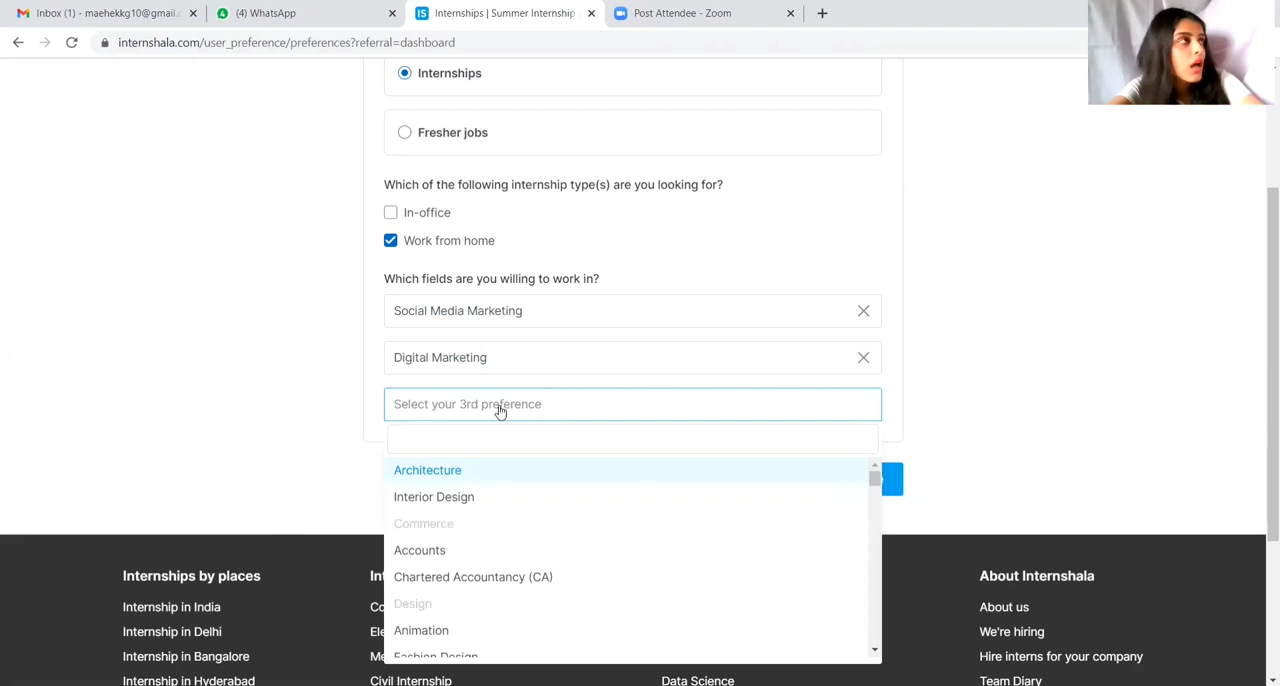 Inbox (1) - maehekkg10@gmail.c
(4) WhatsApp
IS Internships | Summer Internship
Post Attendee - Zoom
internshala.com/user_preference/preferences?referral=dashboard
Internships
Fresher jobs
Which of the following internship type(s) are you looking for?
In-office
Work from home
Which fields are you willing to work in?
Social Media Marketing
Digital Marketing
Select your 3rd preference
Architecture
Interior Design
Commerce
Accounts
Chartered Accountancy (CA)
Design
Animation
Fashion Design
Internships by places
Internship in India
Internship in Delhi
Internship in Bangalore
Internship in Hyderabad
Civil Internship
Data Science
About Internshala
About us
We're hiring
Hire interns for your company
Team Diary